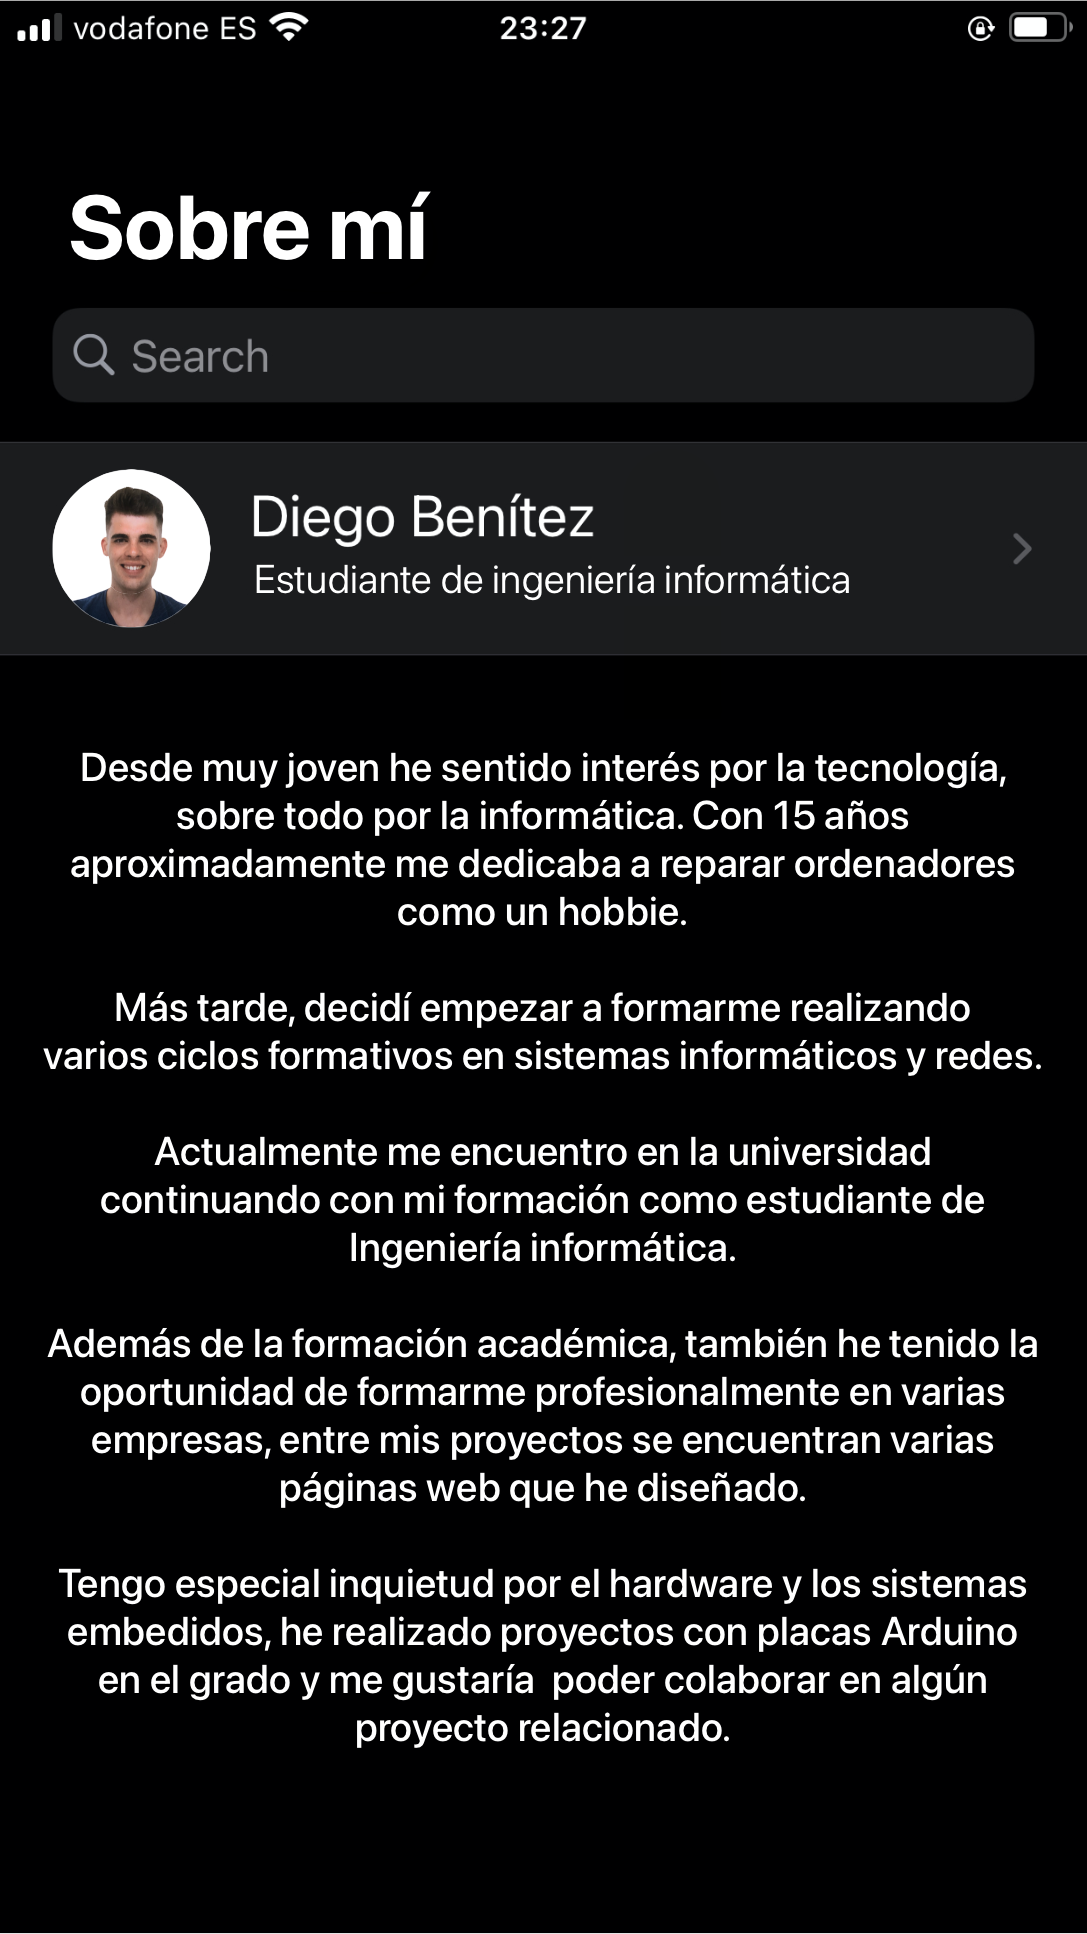 vodafone ES
23:27
Sobre mí
Search
Diego Benítez
Estudiante de ingeniería informática
Desde muy joven he sentido interés por la tecnología,
sobre todo por la informática. Con 15 años
aproximadamente me dedicaba a reparar ordenadores
como un hobbie.
Más tarde, decidí empezar a formarme realizando
varios ciclos formativos en sistemas informáticos y redes.
Actualmente me encuentro en la universidad
continuando con mi formación como estudiante de
Ingeniería informática.
Además de la formación académica, también he tenido la
oportunidad de formarme profesionalmente en varias
empresas, entre mis proyectos se encuentran varias
páginas web que he diseñado.
Tengo especial inquietud por el hardware y los sistemas
embedidos, he realizado proyectos con placas Arduino
en el grado y me gustaría  poder colaborar en algún
proyecto relacionado.